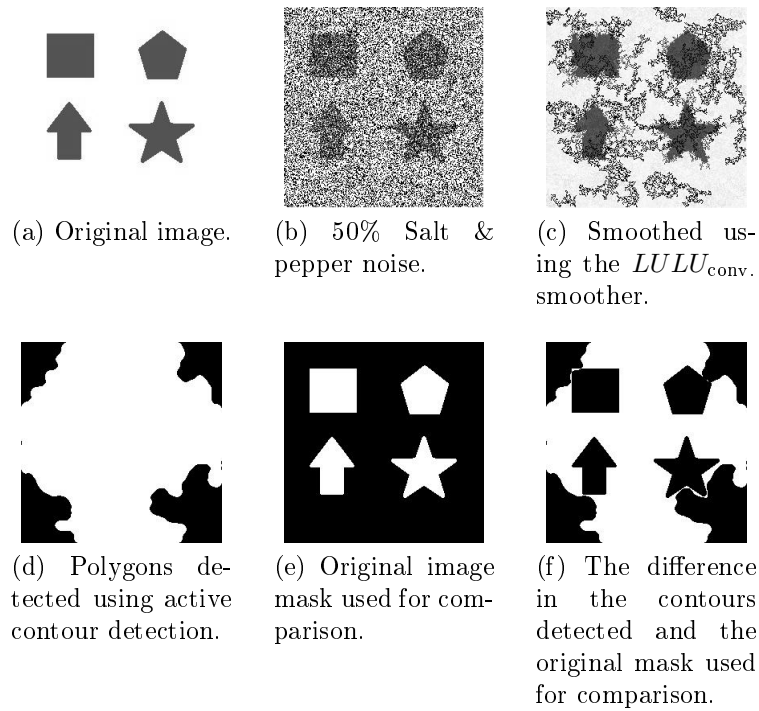 (a) Original image.
(b) 50% Salt &
pepper noise.
(c) Smoothed us-
ing the LULUconv.
smoother.
(d) Polygons de-
tected using active
contour detection.
(e) Original image
mask used for com-
parison.
(f) The difference
in the contours
detected and the
original mask used
for comparison.